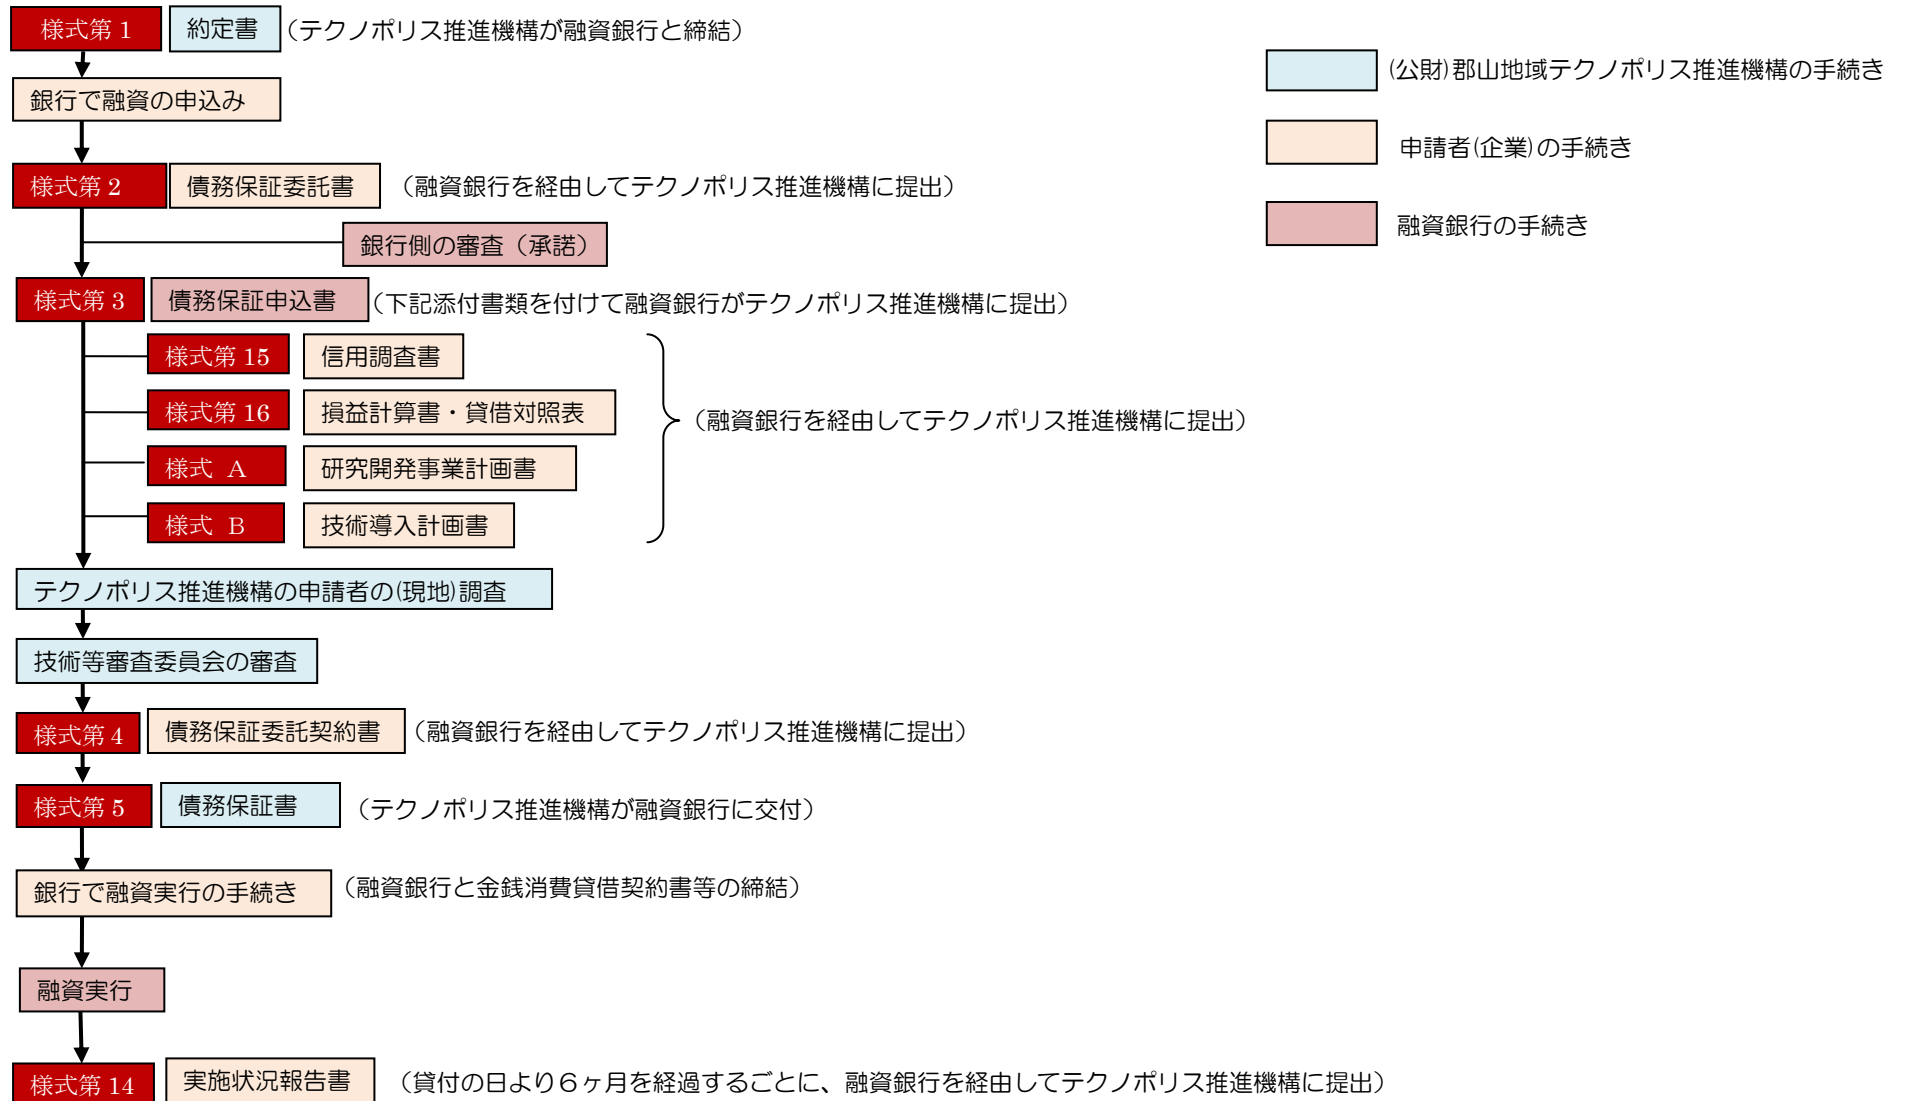 様式第 1 約定書 （テクノポリス推進機構が融資銀行と締結）
(公財)郡山地域テクノポリス推進機構の手続き
銀行で融資の申込み
申請者(企業)の手続き
様式第 2 債務保証委託書 （融資銀行を経由してテクノポリス推進機構に提出）
融資銀行の手続き
銀行側の審査（承諾）
様式第 3 債務保証申込書 （下記添付書類を付けて融資銀行がテクノポリス推進機構に提出）
様式第 15 信用調査書
様式第 16 損益計算書・貸借対照表
（融資銀行を経由してテクノポリス推進機構に提出）
様式 A 研究開発事業計画書
様式 B 技術導入計画書
テクノポリス推進機構の申請者の(現地)調査
技術等審査委員会の審査
様式第 4 債務保証委託契約書 （融資銀行を経由してテクノポリス推進機構に提出）
様式第 5 債務保証書 （テクノポリス推進機構が融資銀行に交付）
銀行で融資実行の手続き （融資銀行と金銭消費貸借契約書等の締結）
融資実行
様式第 14 実施状況報告書 （貸付の日より６ヶ月を経過するごとに、融資銀行を経由してテクノポリス推進機構に提出）